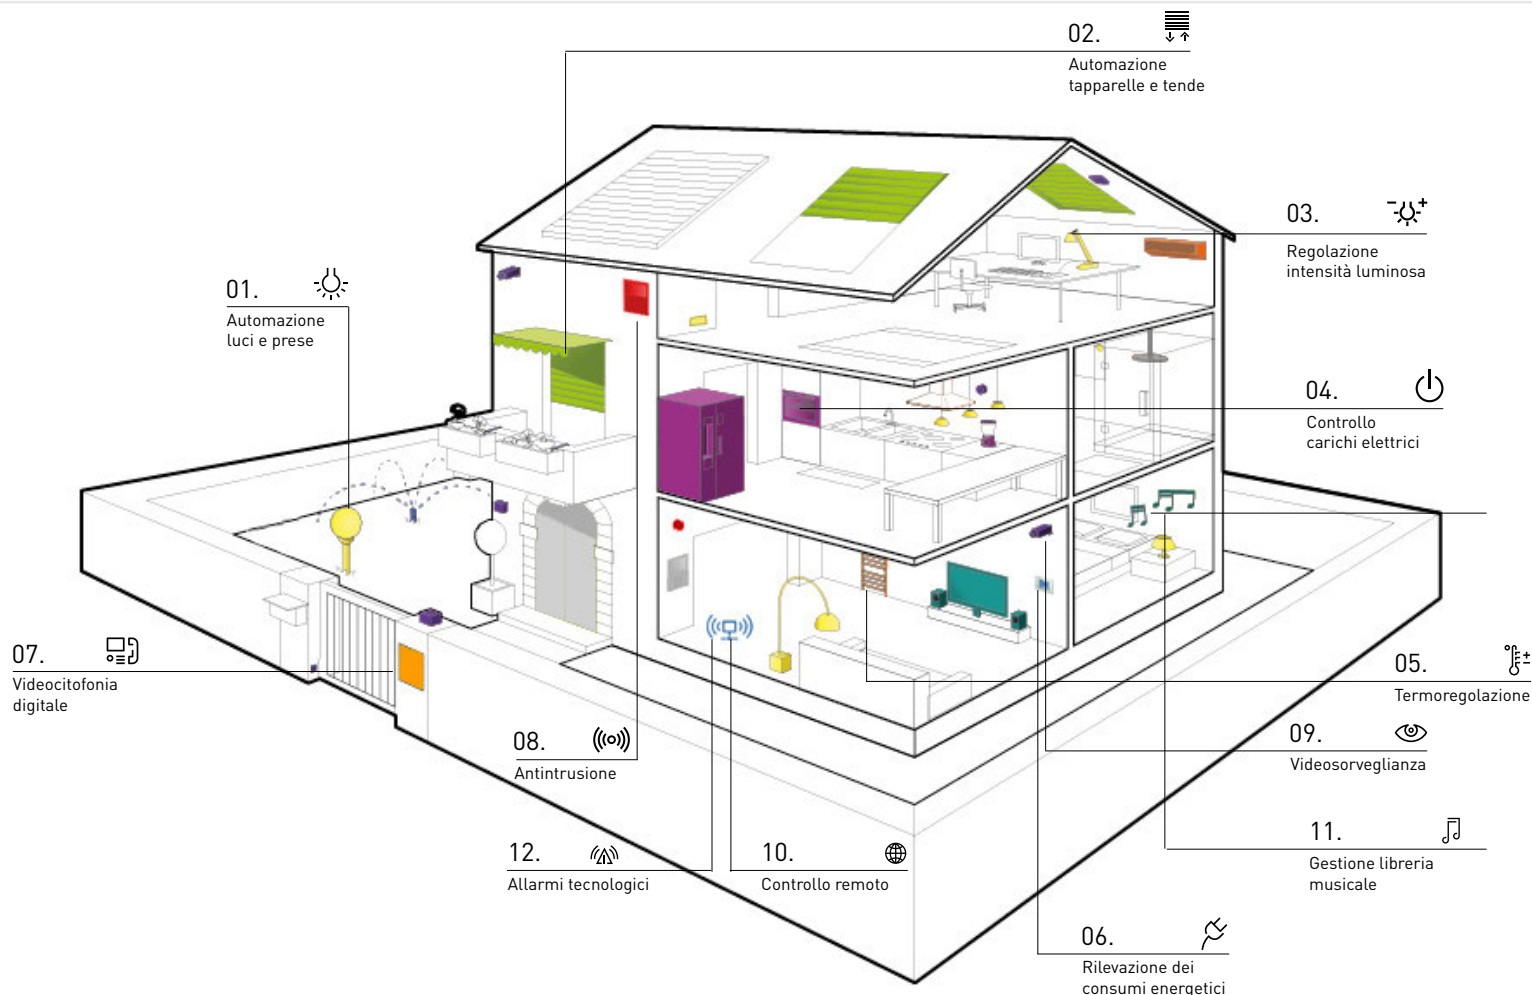 02.
Automazione
tapparelle e tende
03.
Regolazione
intensità luminosa
01.
Automazione
luci e prese
04.
Controllo
carichi elettrici
07.
Videocitofonia
digitale
05.
Termoregolazione
08.
Antintrusione
09.
Videosorveglianza
12.
Allarmi tecnologici
10.
Controllo remoto
11.
Gestione libreria
musicale
06.
Rilevazione dei
consumi energetici